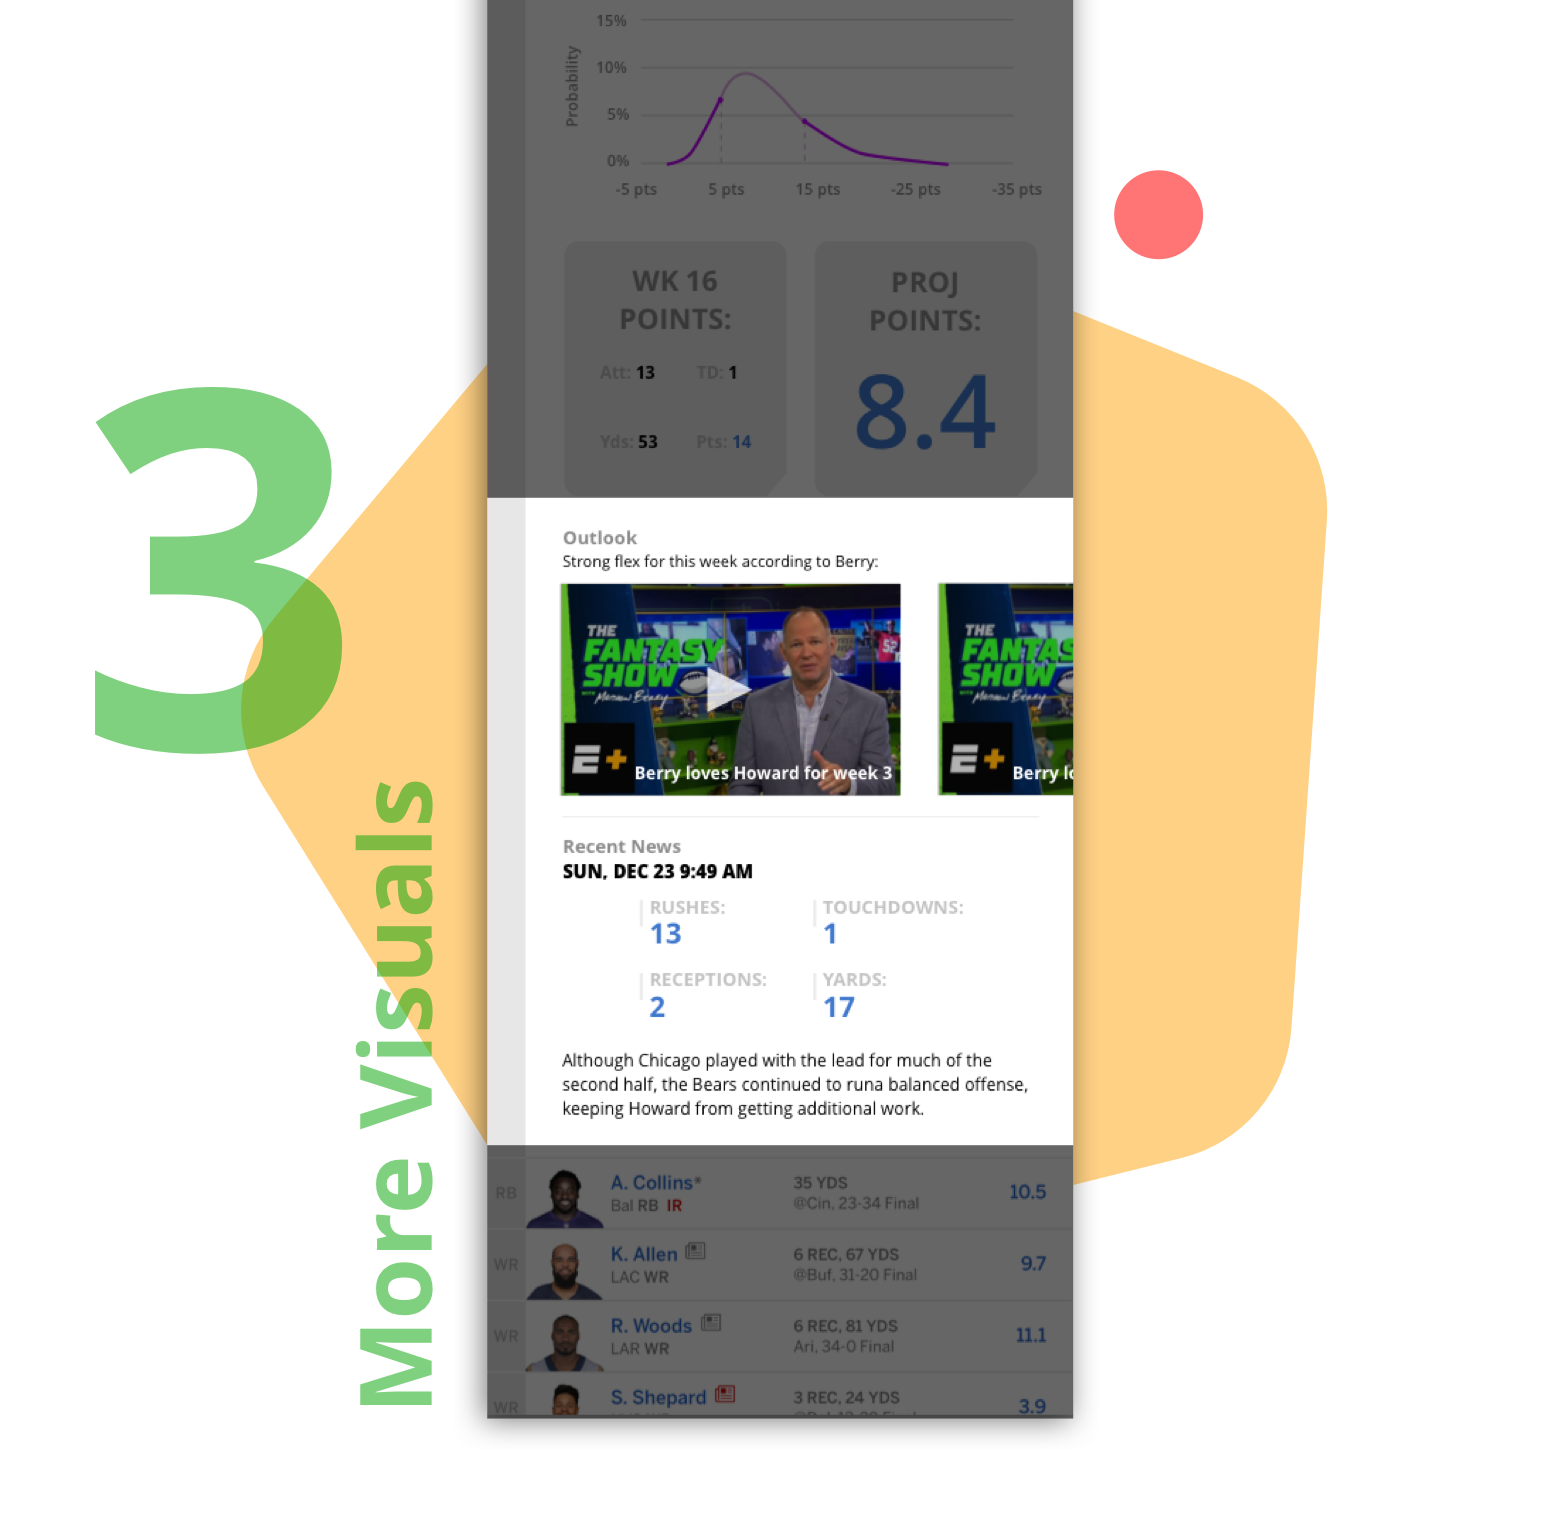 15%
10%
5%
0%
Probability
-5 pts
5 pts
15 pts
-25 pts
-35 pts
WK 16
POINTS:
Att: 13
TD: 1
Yds: 53
Pts: 14
PROJ
POINTS:
8.4
3
More Visuals
Outlook
Strong flex for this week according to Berry:
THE
FANTASY
SHOW
WITH
Matthew Berry
E+
Berry loves Howard for week 3
THE
FANTAS
SHOW
WITH
Matthew Berry
E+
Berry lo
Recent News
SUN, DEC 23 9:49 AM
RUSHES:
13
TOUCHDOWNS:
1
RECEPTIONS:
2
YARDS:
17
Although Chicago played with the lead for much of the
second half, the Bears continued to runa balanced offense,
keeping Howard from getting additional work.
RB
A. Collins*
Bal RB IR
35 YDS
@Cin, 23-34 Final
10.5
WR
K. Allen
LAC WR
6 REC, 67 YDS
@Buf, 31-20 Final
9.7
WR
R. Woods
LAR WR
6 REC, 81 YDS
Ari, 34-0 Final
11.1
WR
S. Shepard
3 REC, 24 YDS
3.9